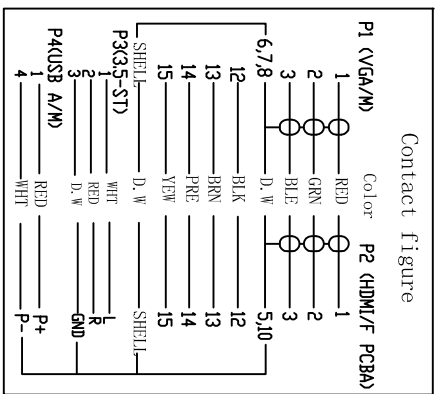 Contact figure
P1 (VGA/M) Color P2 (HDMI/F PCBA)
1 RED 1
2 GRN 2
3 BLE 3
6,7,8 D.W 5,10
12 BLK 12
13 BRN 13
14 PRE 14
15 YEW 15
SHELL D.W SHELL
P3(3.5-ST)
1 WHT L
2 RED R
3 D.W GND
P4(USB A/M)
1 RED P+
4 WHT P-